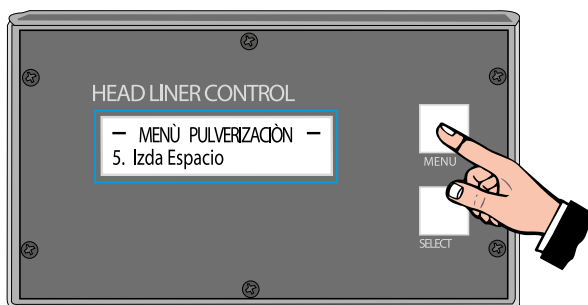 HEAD LINER CONTROL
— MENÙ PULVERIZACIÒN —
5. Izda Espacio
MENU
SELECT